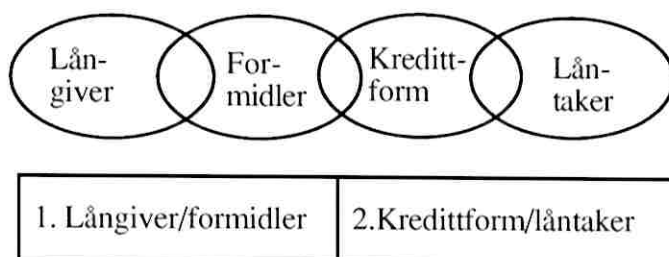 Lån-
giver
For-
midler
Kreditt-
form
Lån-
taker
1. Långiver/formidler
2.Kredittform/låntaker